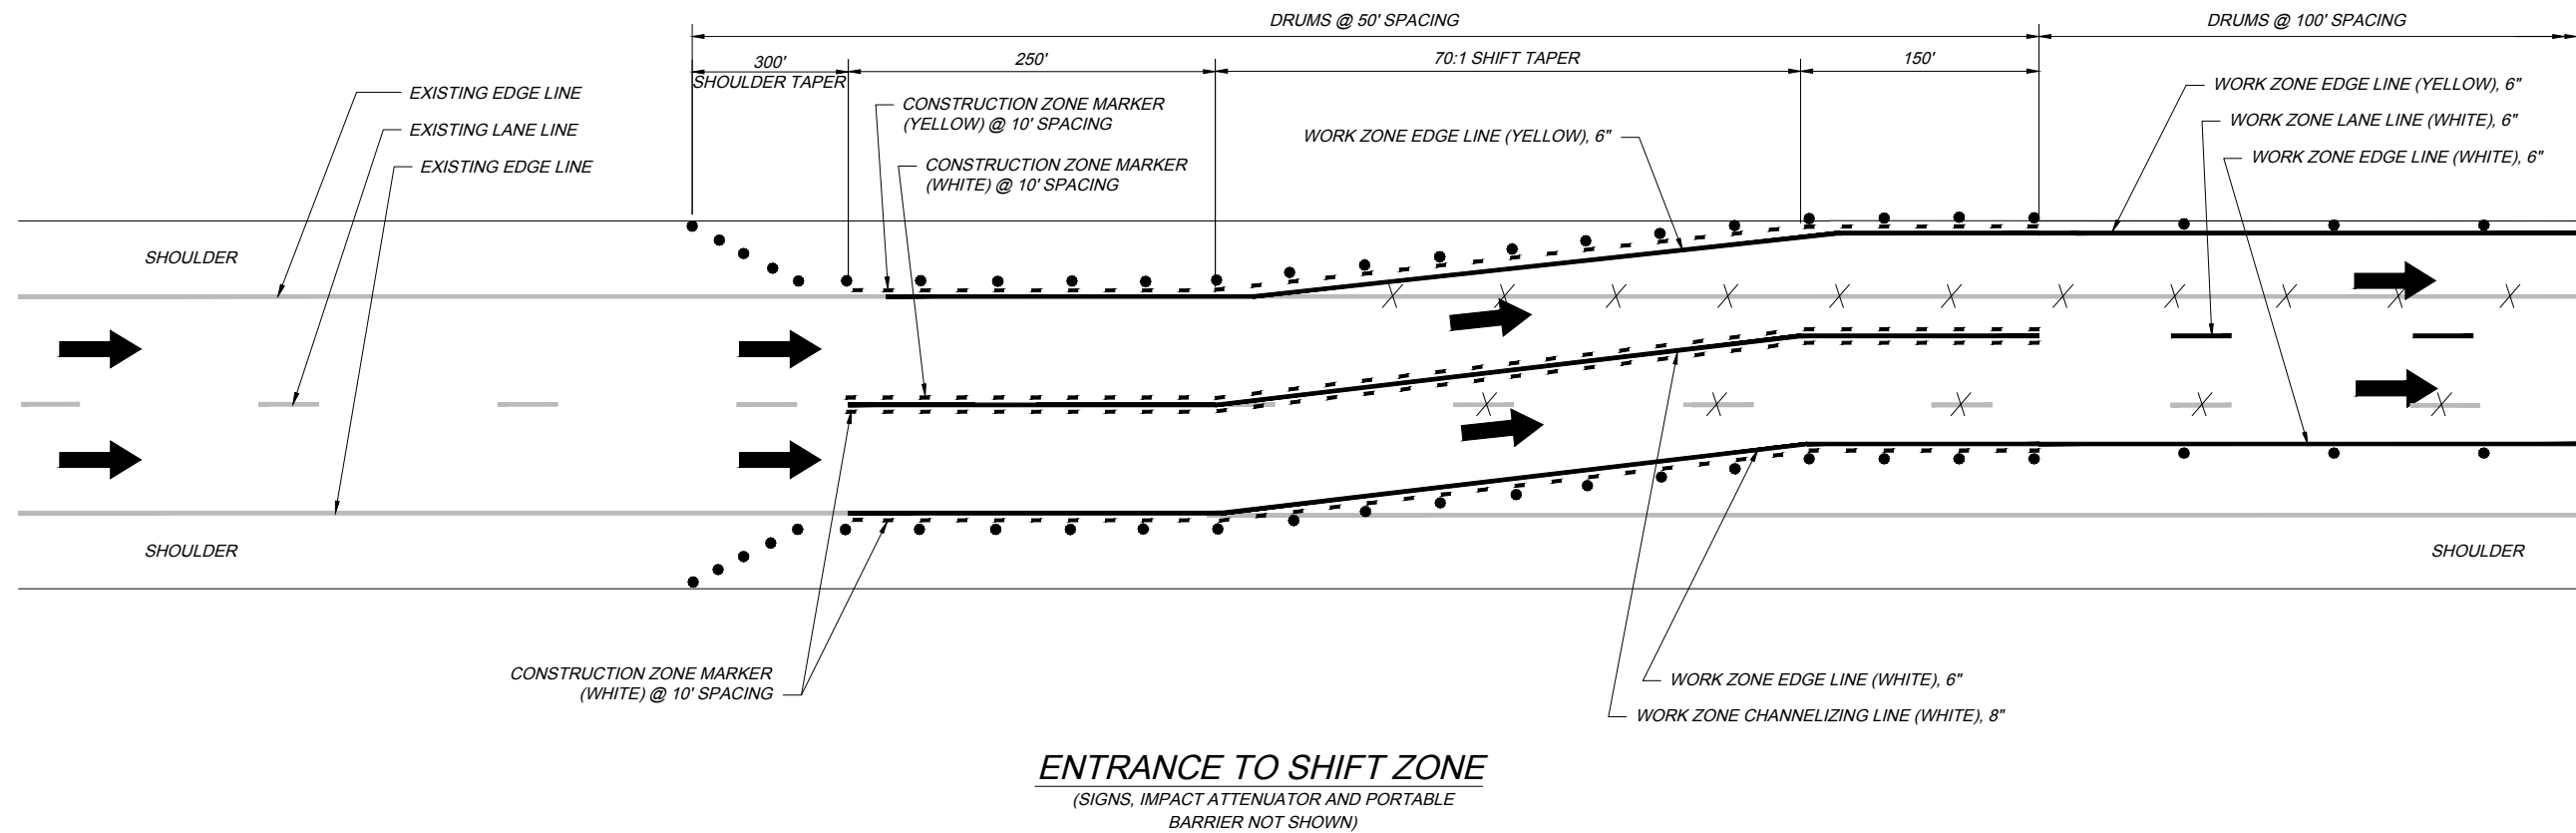 DRUMS @ 50' SPACING
DRUMS @ 100' SPACING
300'
SHOULDER TAPER
250'
70:1 SHIFT TAPER
150'
EXISTING EDGE LINE
EXISTING LANE LINE
EXISTING EDGE LINE
CONSTRUCTION ZONE MARKER
(YELLOW) @ 10' SPACING
CONSTRUCTION ZONE MARKER
(WHITE) @ 10' SPACING
WORK ZONE EDGE LINE (YELLOW), 6"
WORK ZONE EDGE LINE (YELLOW), 6"
WORK ZONE LANE LINE (WHITE), 6"
WORK ZONE EDGE LINE (WHITE), 6"
SHOULDER
SHOULDER
SHOULDER
CONSTRUCTION ZONE MARKER
(WHITE) @ 10' SPACING
WORK ZONE EDGE LINE (WHITE), 6"
WORK ZONE CHANNELIZING LINE (WHITE), 8"
ENTRANCE TO SHIFT ZONE
(SIGNS, IMPACT ATTENUATOR AND PORTABLE
BARRIER NOT SHOWN)